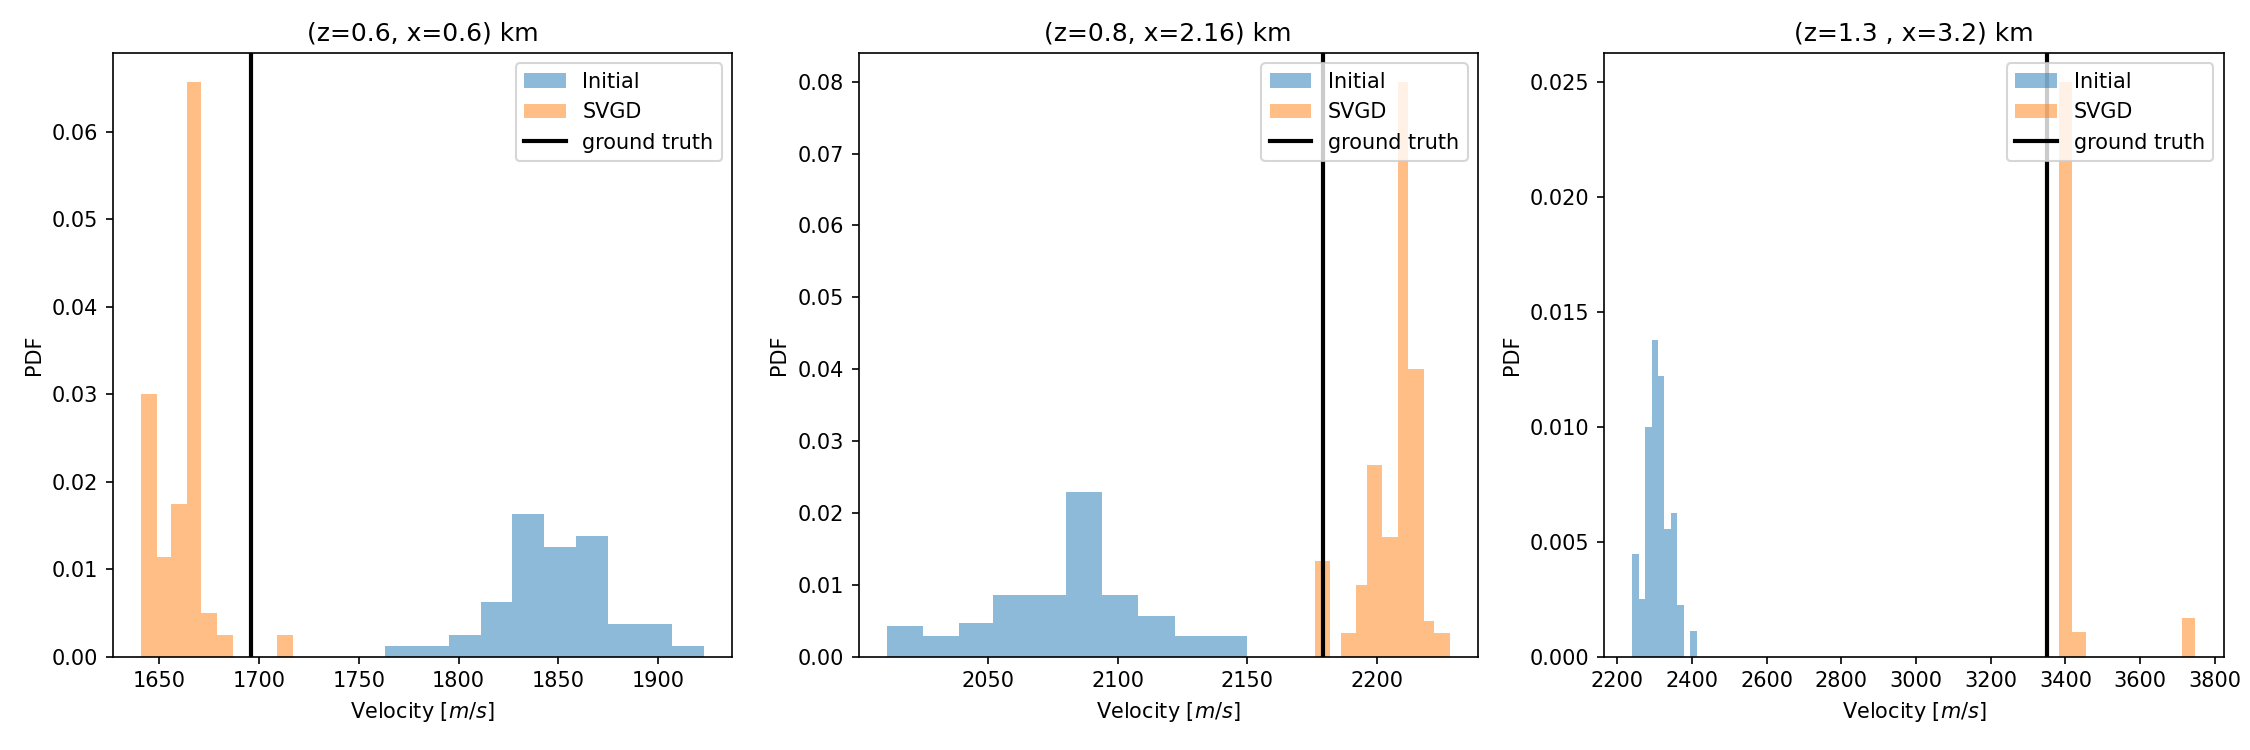 (z=0.6, x=0.6) km
PDF
0.06
0.05
0.04
0.03
0.02
0.01
0.00
Initial
SVGD
ground truth
1650 1700 1750 1800 1850 1900
Velocity [m/s]
(z=0.8, x=2.16) km
PDF
0.08
0.07
0.06
0.05
0.04
0.03
0.02
0.01
0.00
Initial
SVGD
ground truth
2050 2100 2150 2200
Velocity [m/s]
(z=1.3 , x=3.2) km
PDF
0.025
0.020
0.015
0.010
0.005
0.000
Initial
SVGD
ground truth
2200 2400 2600 2800 3000 3200 3400 3600 3800
Velocity [m/s]